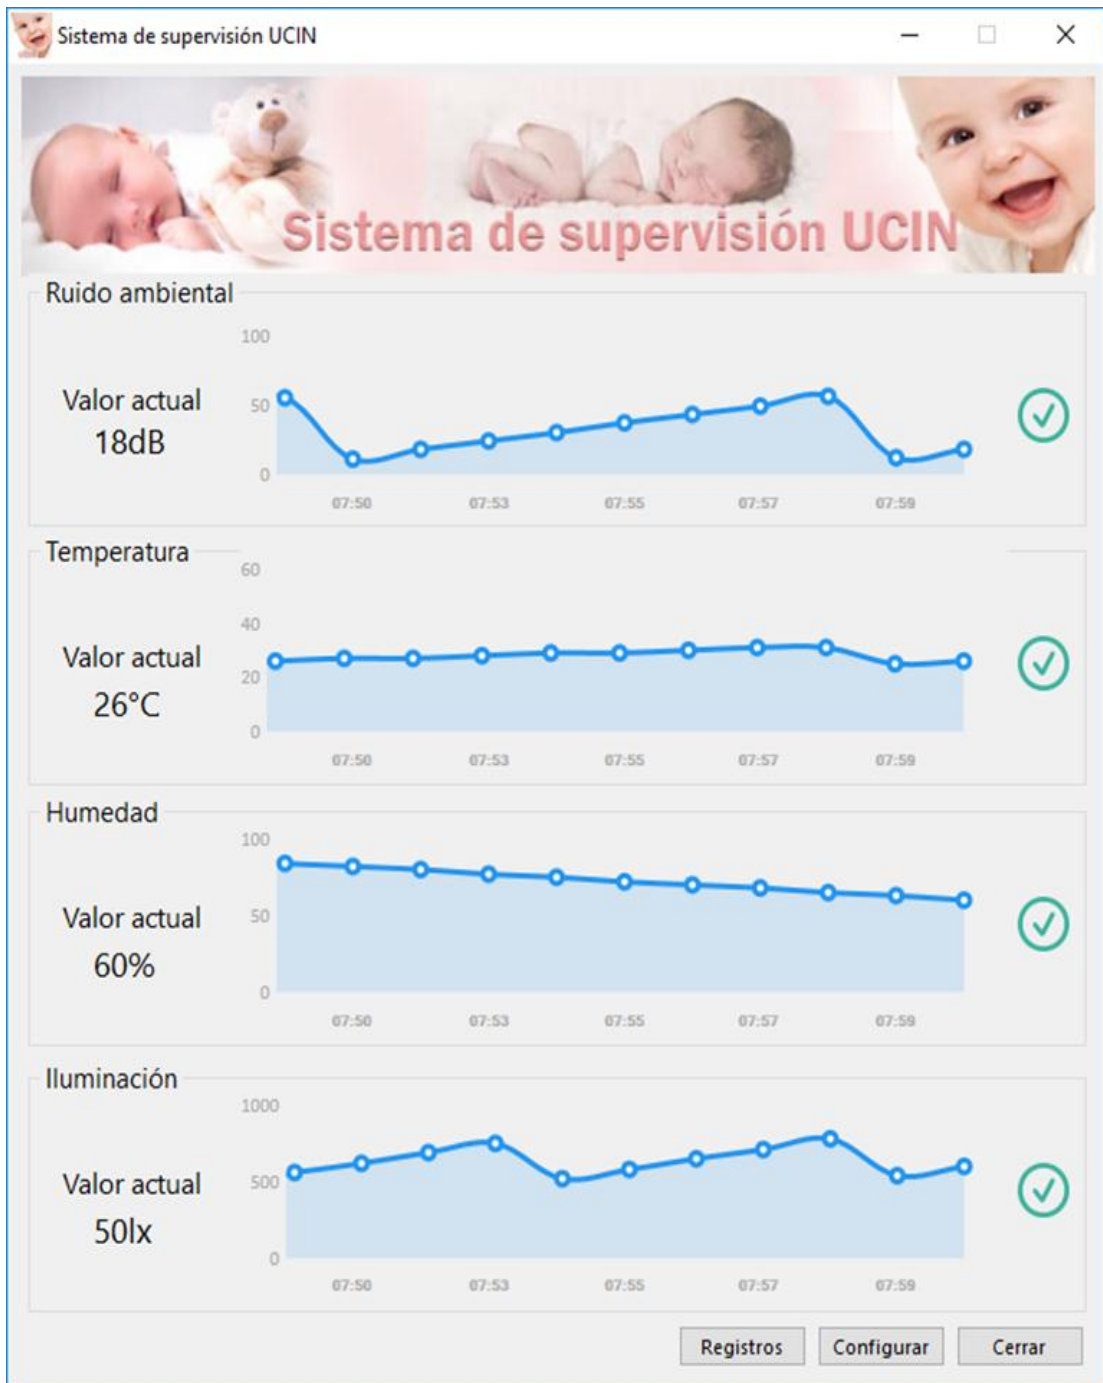 Sistema de supervisión UCIN
Sistema de supervisión UCIN
Ruido ambiental
100
Valor actual
50
18dB
0
07:50 07:53 07:55 07:57 07:59
Temperatura
60
40
Valor actual
20
26°C
0
07:50 07:53 07:55 07:57 07:59
Humedad
100
Valor actual
50
60%
0
07:50 07:53 07:55 07:57 07:59
Iluminación
1000
Valor actual
500
50lx
0
07:50 07:53 07:55 07:57 07:59
Registros Configurar Cerrar